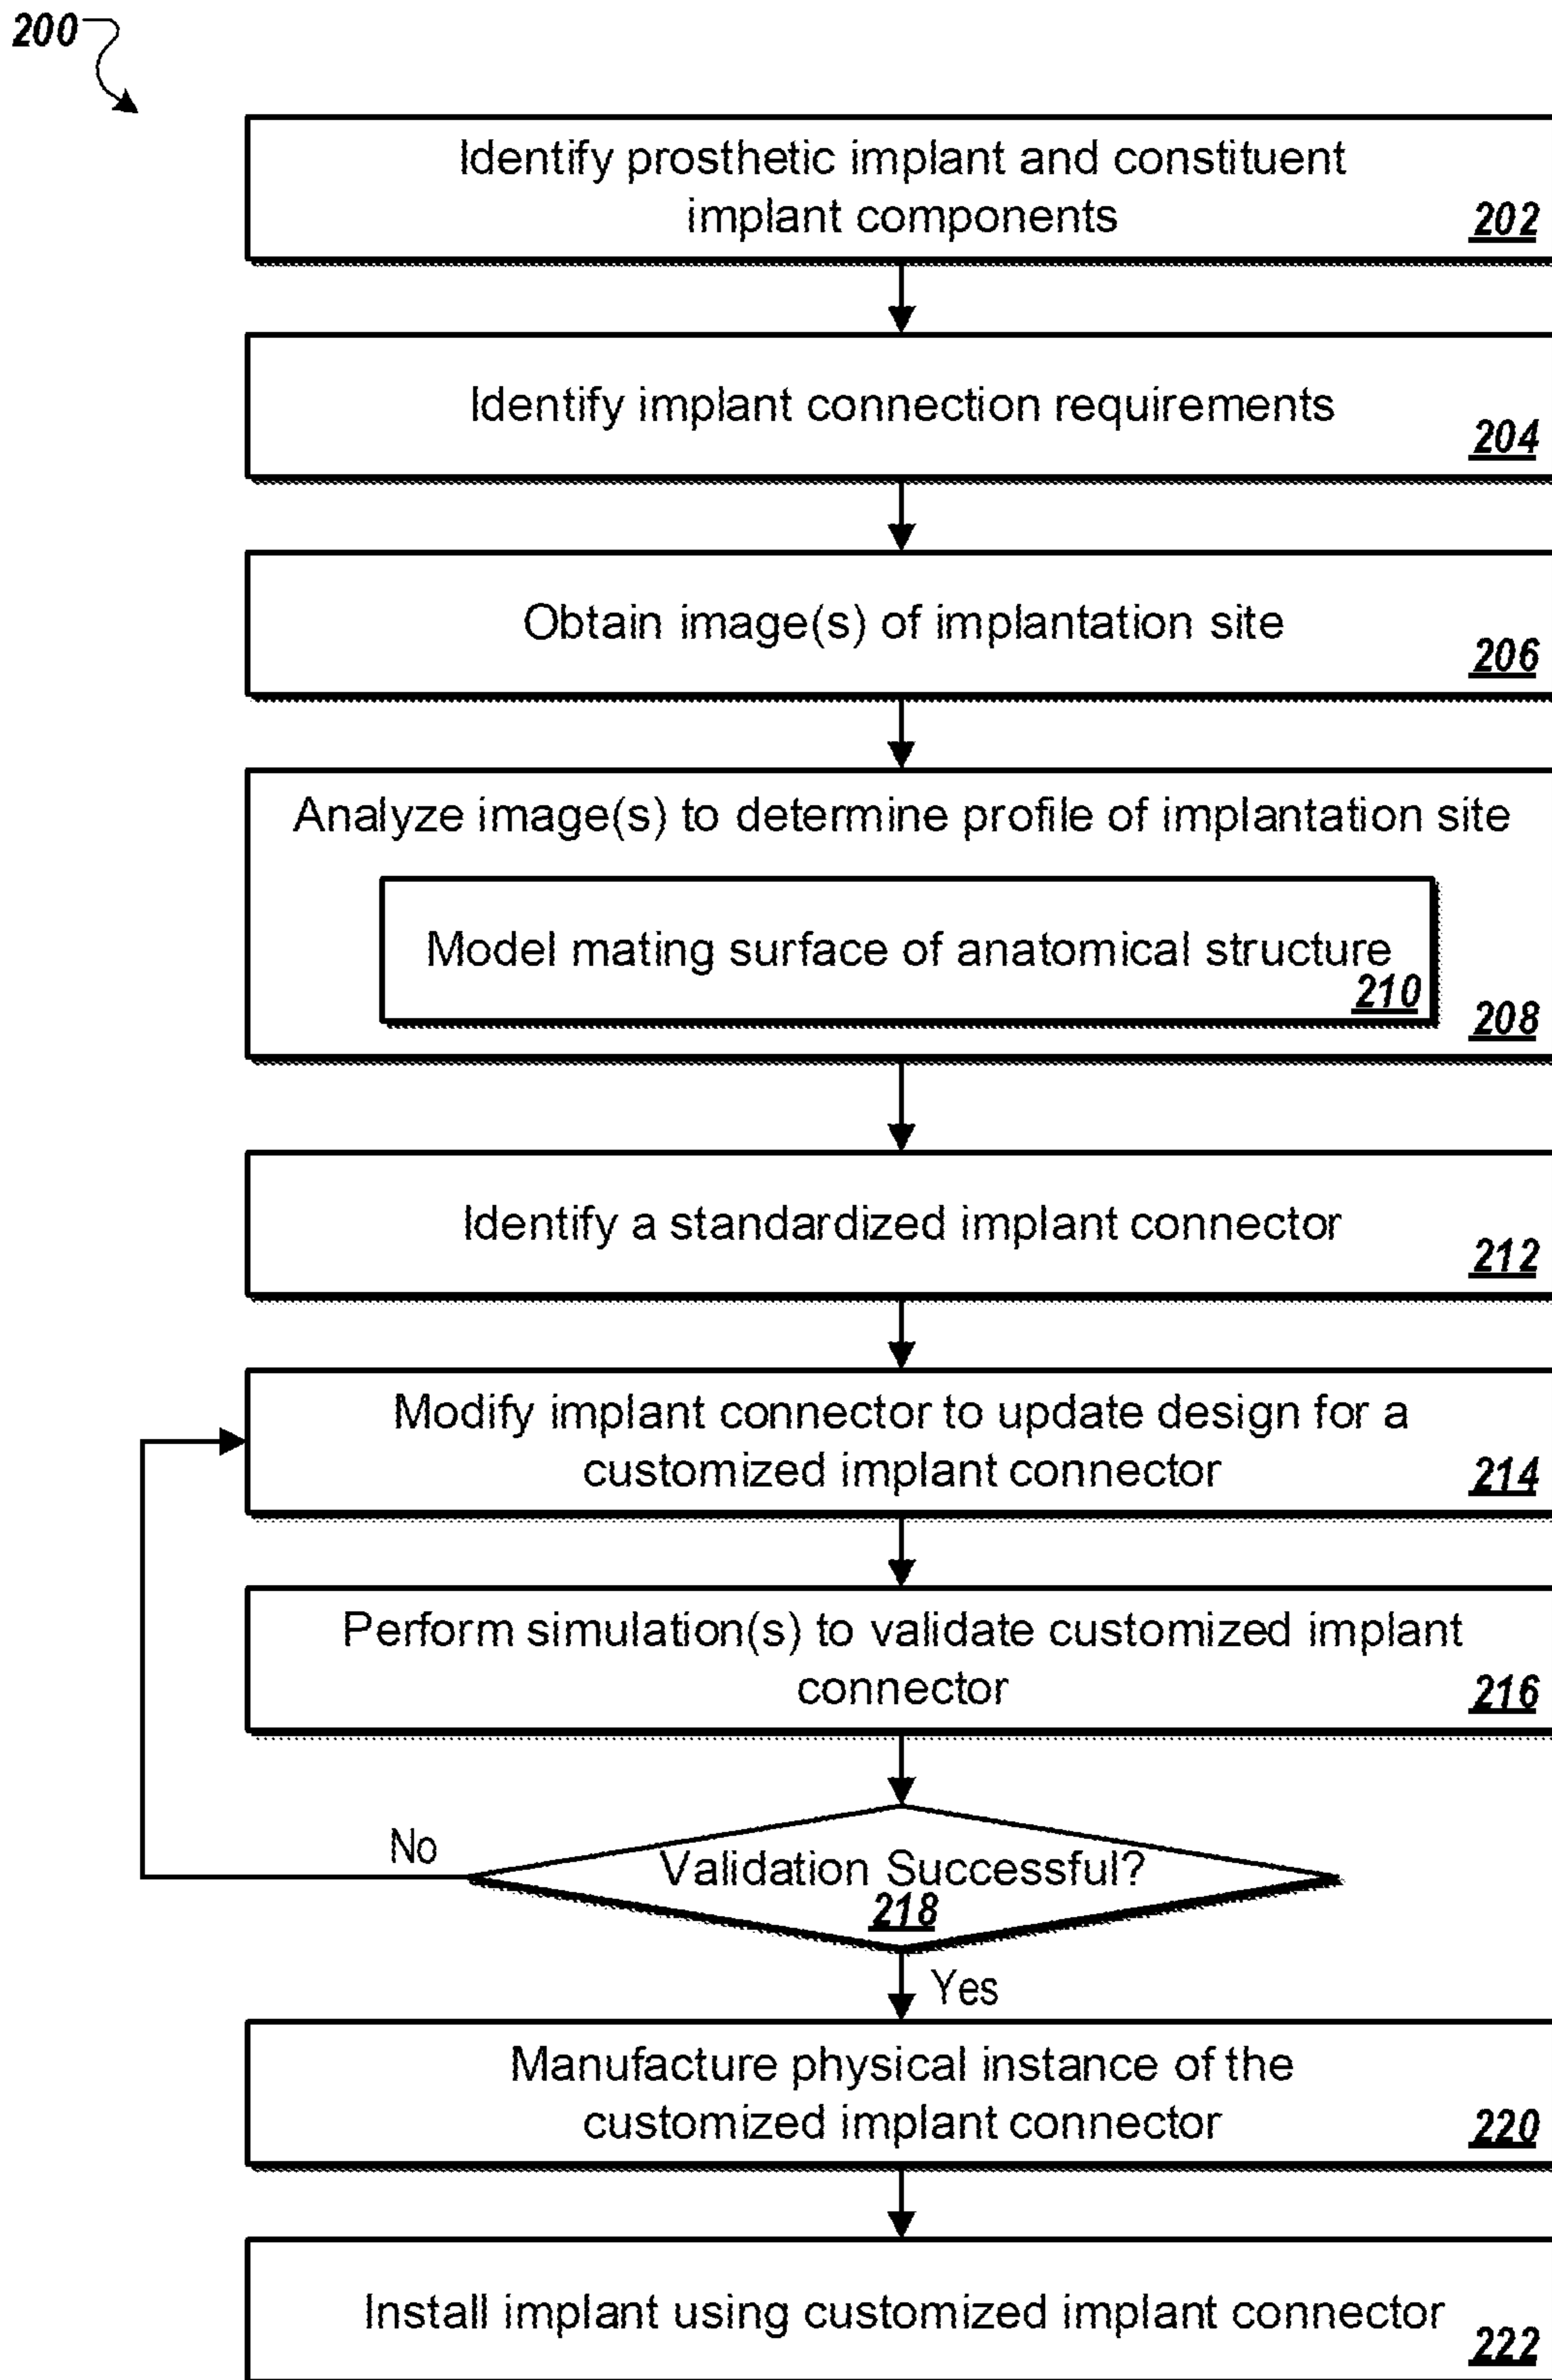 200
Identify prosthetic implant and constituent
implant components
202
Identify implant connection requirements
204
Obtain image(s) of implantation site
206
Analyze image(s) to determine profile of implantation site
Model mating surface of anatomical structure
210
208
Identify a standardized implant connector
212
Modify implant connector to update design for a
customized implant connector
214
Perform simulation(s) to validate customized implant
connector
216
No
Validation Successful?
218
Yes
Manufacture physical instance of the
customized implant connector
220
Install implant using customized implant connector
222